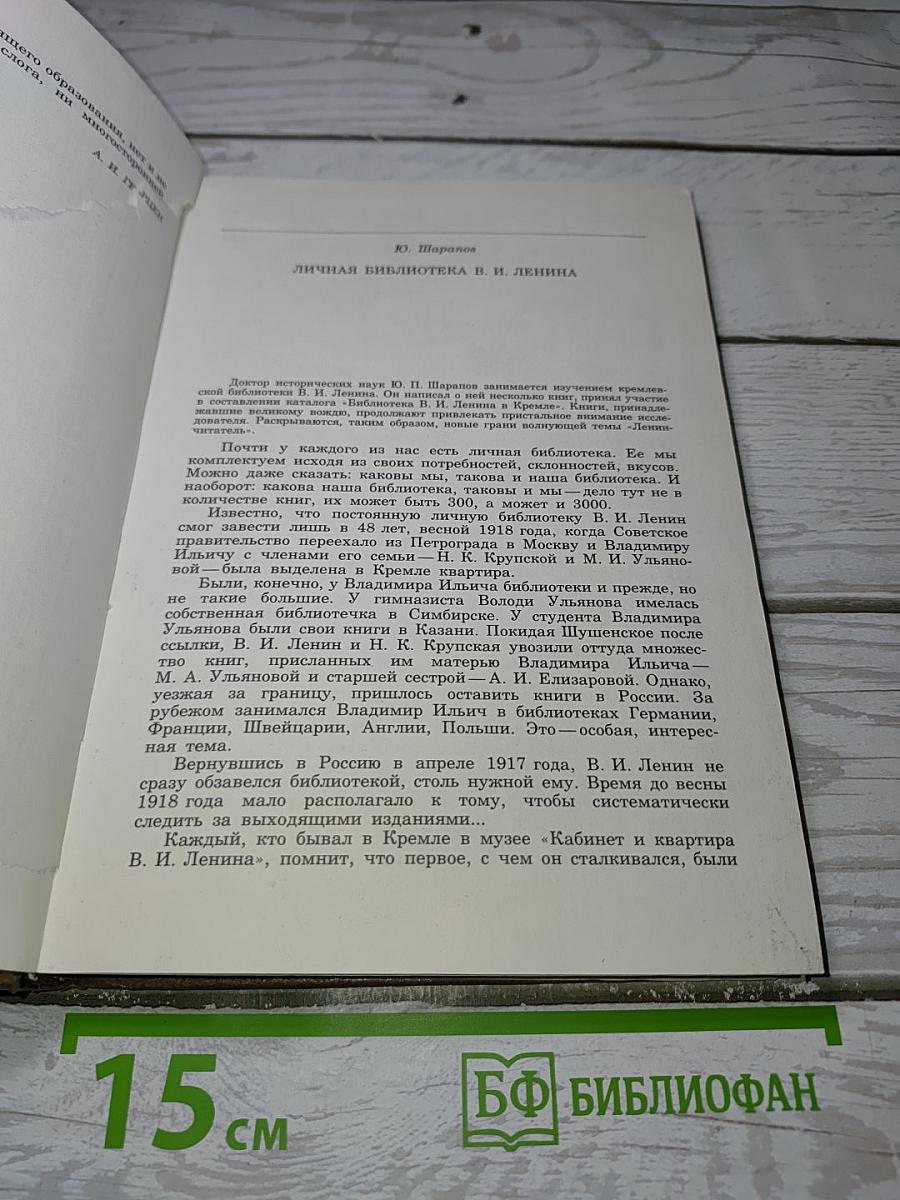 ящего образования, нет и не
слога, ни многосторонней
А. И.
Ю. Шарапов
ЛИЧНАЯ БИБЛИОТЕКА В. И. ЛЕНИНА
Доктор исторических наук Ю. П. Шарапов занимается изучением кремлев-
ской библиотеки В. И. Ленина. Он написал о ней несколько книг, принял участие
в составлении каталога «Библиотека В. И. Ленина в Кремле». Книги, принадле-
жавшие великому вождю, продолжают привлекать пристальное внимание иссле-
дователя. Раскрываются, таким образом, новые грани волнующей темы «Ленин-
читатель».
Почти у каждого из нас есть личная библиотека. Ее мы
комплектуем исходя из своих потребностей, склонностей, вкусов.
Можно даже сказать: каковы мы, такова и наша библиотека. И
наоборот: какова наша библиотека, таковы и мы — дело тут не в
количестве книг, их может быть 300, а может и 3000.
Известно, что постоянную личную библиотеку В. И. Ленин
смог завести лишь в 48 лет, весной 1918 года, когда Советское
правительство переехало из Петрограда в Москву и Владимиру
Ильичу с членами его семьи — Н. К. Крупской и М. И. Ульяно-
вой — была выделена в Кремле квартира.
Были, конечно, у Владимира Ильича библиотеки и прежде, но
не такие большие. У гимназиста Володи Ульянова имелась
собственная библиотечка в Симбирске. У студента Владимира
Ульянова были свои книги в Казани. Покидая Шушенское после
ссылки, В. И. Ленин и Н. К. Крупская увозили оттуда множес-
тво книг, присланных им матерью Владимира Ильича —
М. А. Ульяновой и старшей сестрой — А. И. Елизаровой. Однако,
уезжая за границу, пришлось оставить книги в России. За
рубежом занимался Владимир Ильич в библиотеках Германии,
Франции, Швейцарии, Англии, Польши. Это — особая, интерес-
ная тема.
Вернувшись в Россию в апреле 1917 года, В. И. Ленин не
сразу обзавелся библиотекой, столь нужной ему. Время до весны
1918 года мало располагало к тому, чтобы систематически
следить за выходящими изданиями...
Каждый, кто бывал в Кремле в музее «Кабинет и квартира
В. И. Ленина», помнит, что первое, с чем он сталкивался, были
15 см
БФ БИБЛИОФАН